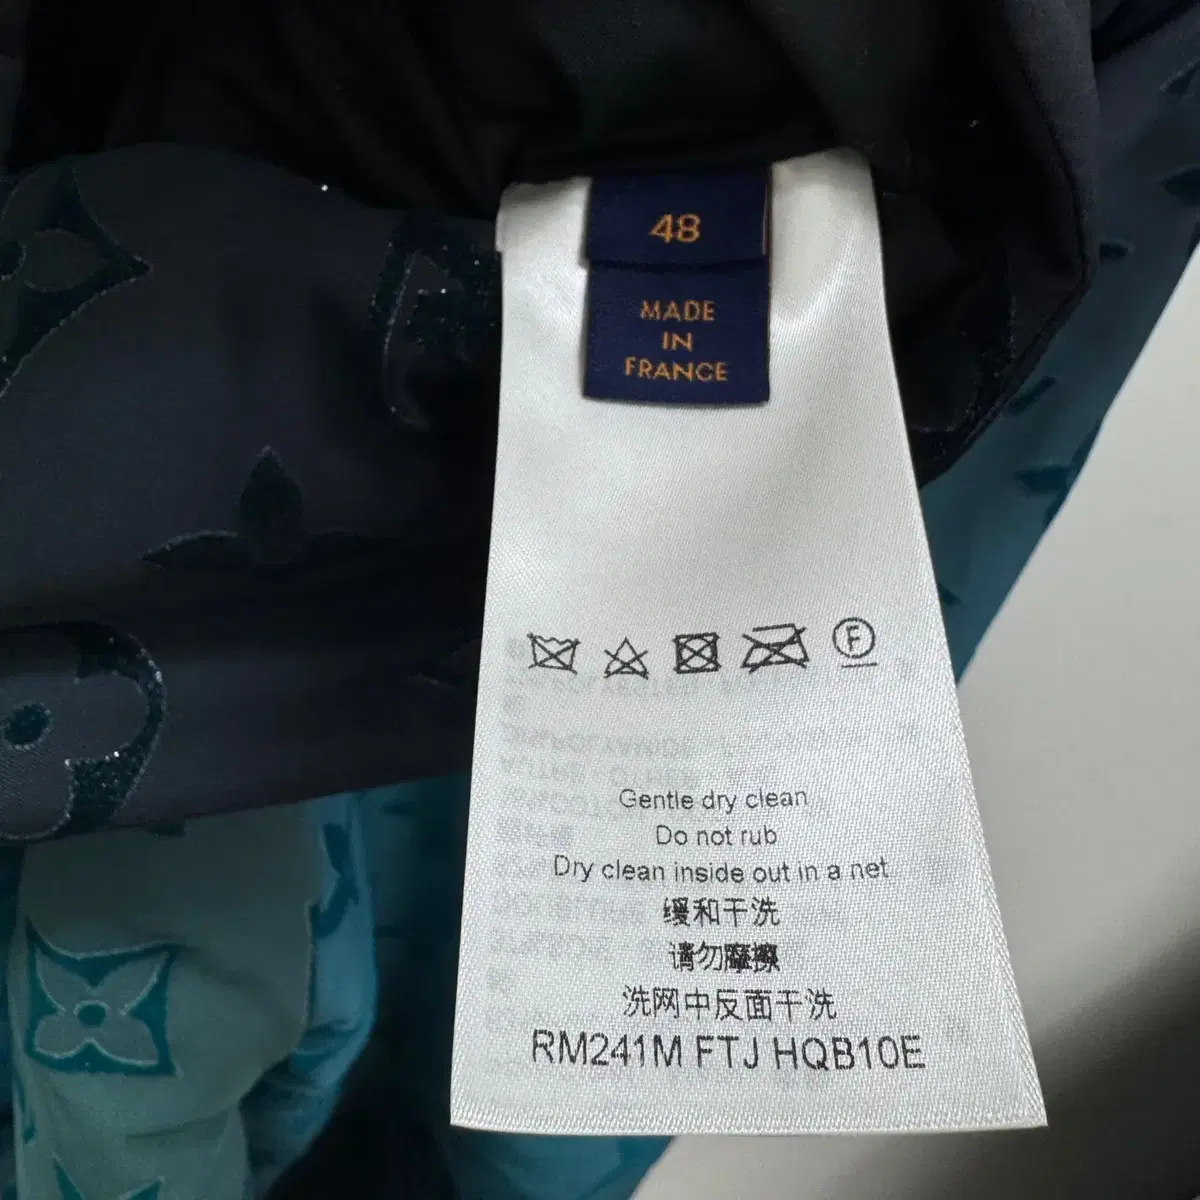 48
MADE
IN
FRANCE
F
Gentle dry clean
Do not rub
Dry clean inside out in a net
缓和干洗
请勿摩擦
洗网中反面干洗
RM241M FTJ HQB10E